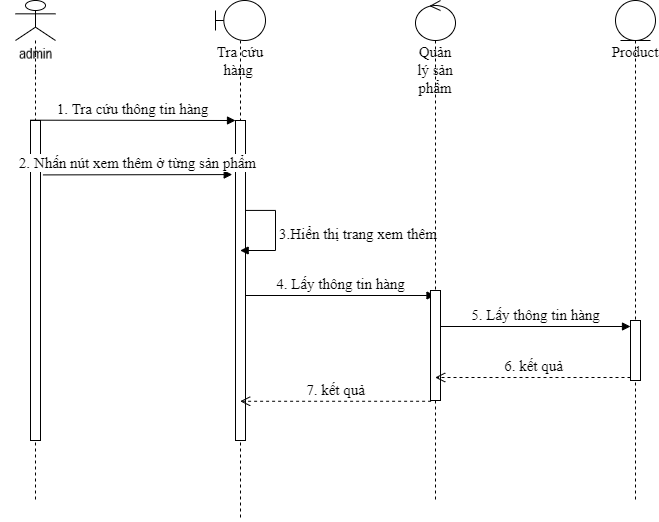 admin
Tra cứu
hàng
Quản
lý sản
phẩm
Product
1. Tra cứu thông tin hàng
2. Nhấn nút xem thêm ở từng sản phẩm
3.Hiển thị trang xem thêm
4. Lấy thông tin hàng
5. Lấy thông tin hàng
6. kết quả
7. kết quả